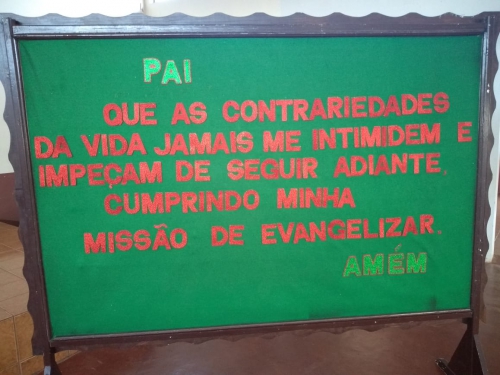 PAI
QUE AS CONTRARIEDADES
DA VIDA JAMAIS ME INTIMIDEM E
IMPEÇAM DE SEGUIR ADIANTE,
CUMPRINDO MINHA
MISSÃO DE EVANGELIZAR.
AMÉM